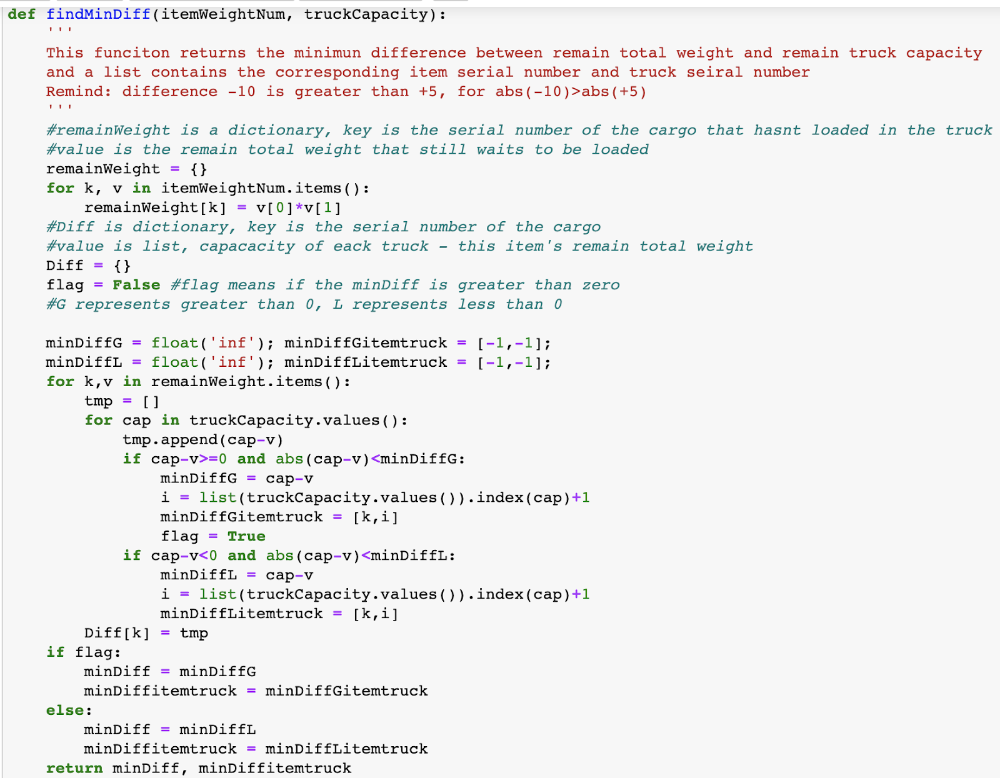 def findMinDiff(itemWeightNum, truckCapacity):
    '''
    This funciton returns the minimun difference between remain total weight and remain truck capacity
    and a list contains the corresponding item serial number and truck seiral number
    Remind: difference -10 is greater than +5, for abs(-10)>abs(+5)
    '''
    #remainWeight is a dictionary, key is the serial number of the cargo that hasnt loaded in the truck
    #value is the remain total weight that still waits to be loaded
    remainWeight = {}
    for k, v in itemWeightNum.items():
        remainWeight[k] = v[0]*v[1]
    #Diff is dictionary, key is the serial number of the cargo
    #value is list, capacacity of eack truck - this item's remain total weight
    Diff = {}
    flag = False #flag means if the minDiff is greater than zero
    #G represents greater than 0, L represents less than 0

    minDiffG = float('inf'); minDiffGitemtruck = [-1,-1];
    minDiffL = float('inf'); minDiffLitemtruck = [-1,-1];
    for k,v in remainWeight.items():
        tmp = []
        for cap in truckCapacity.values():
            tmp.append(cap-v)
            if cap-v>=0 and abs(cap-v)<minDiffG:
                minDiffG = cap-v
                i = list(truckCapacity.values()).index(cap)+1
                minDiffGitemtruck = [k,i]
                flag = True
            if cap-v<0 and abs(cap-v)<minDiffL:
                minDiffL = cap-v
                i = list(truckCapacity.values()).index(cap)+1
                minDiffLitemtruck = [k,i]
        Diff[k] = tmp
    if flag:
        minDiff = minDiffG
        minDiffitemtruck = minDiffGitemtruck
    else:
        minDiff = minDiffL
        minDiffitemtruck = minDiffLitemtruck
    return minDiff, minDiffitemtruck